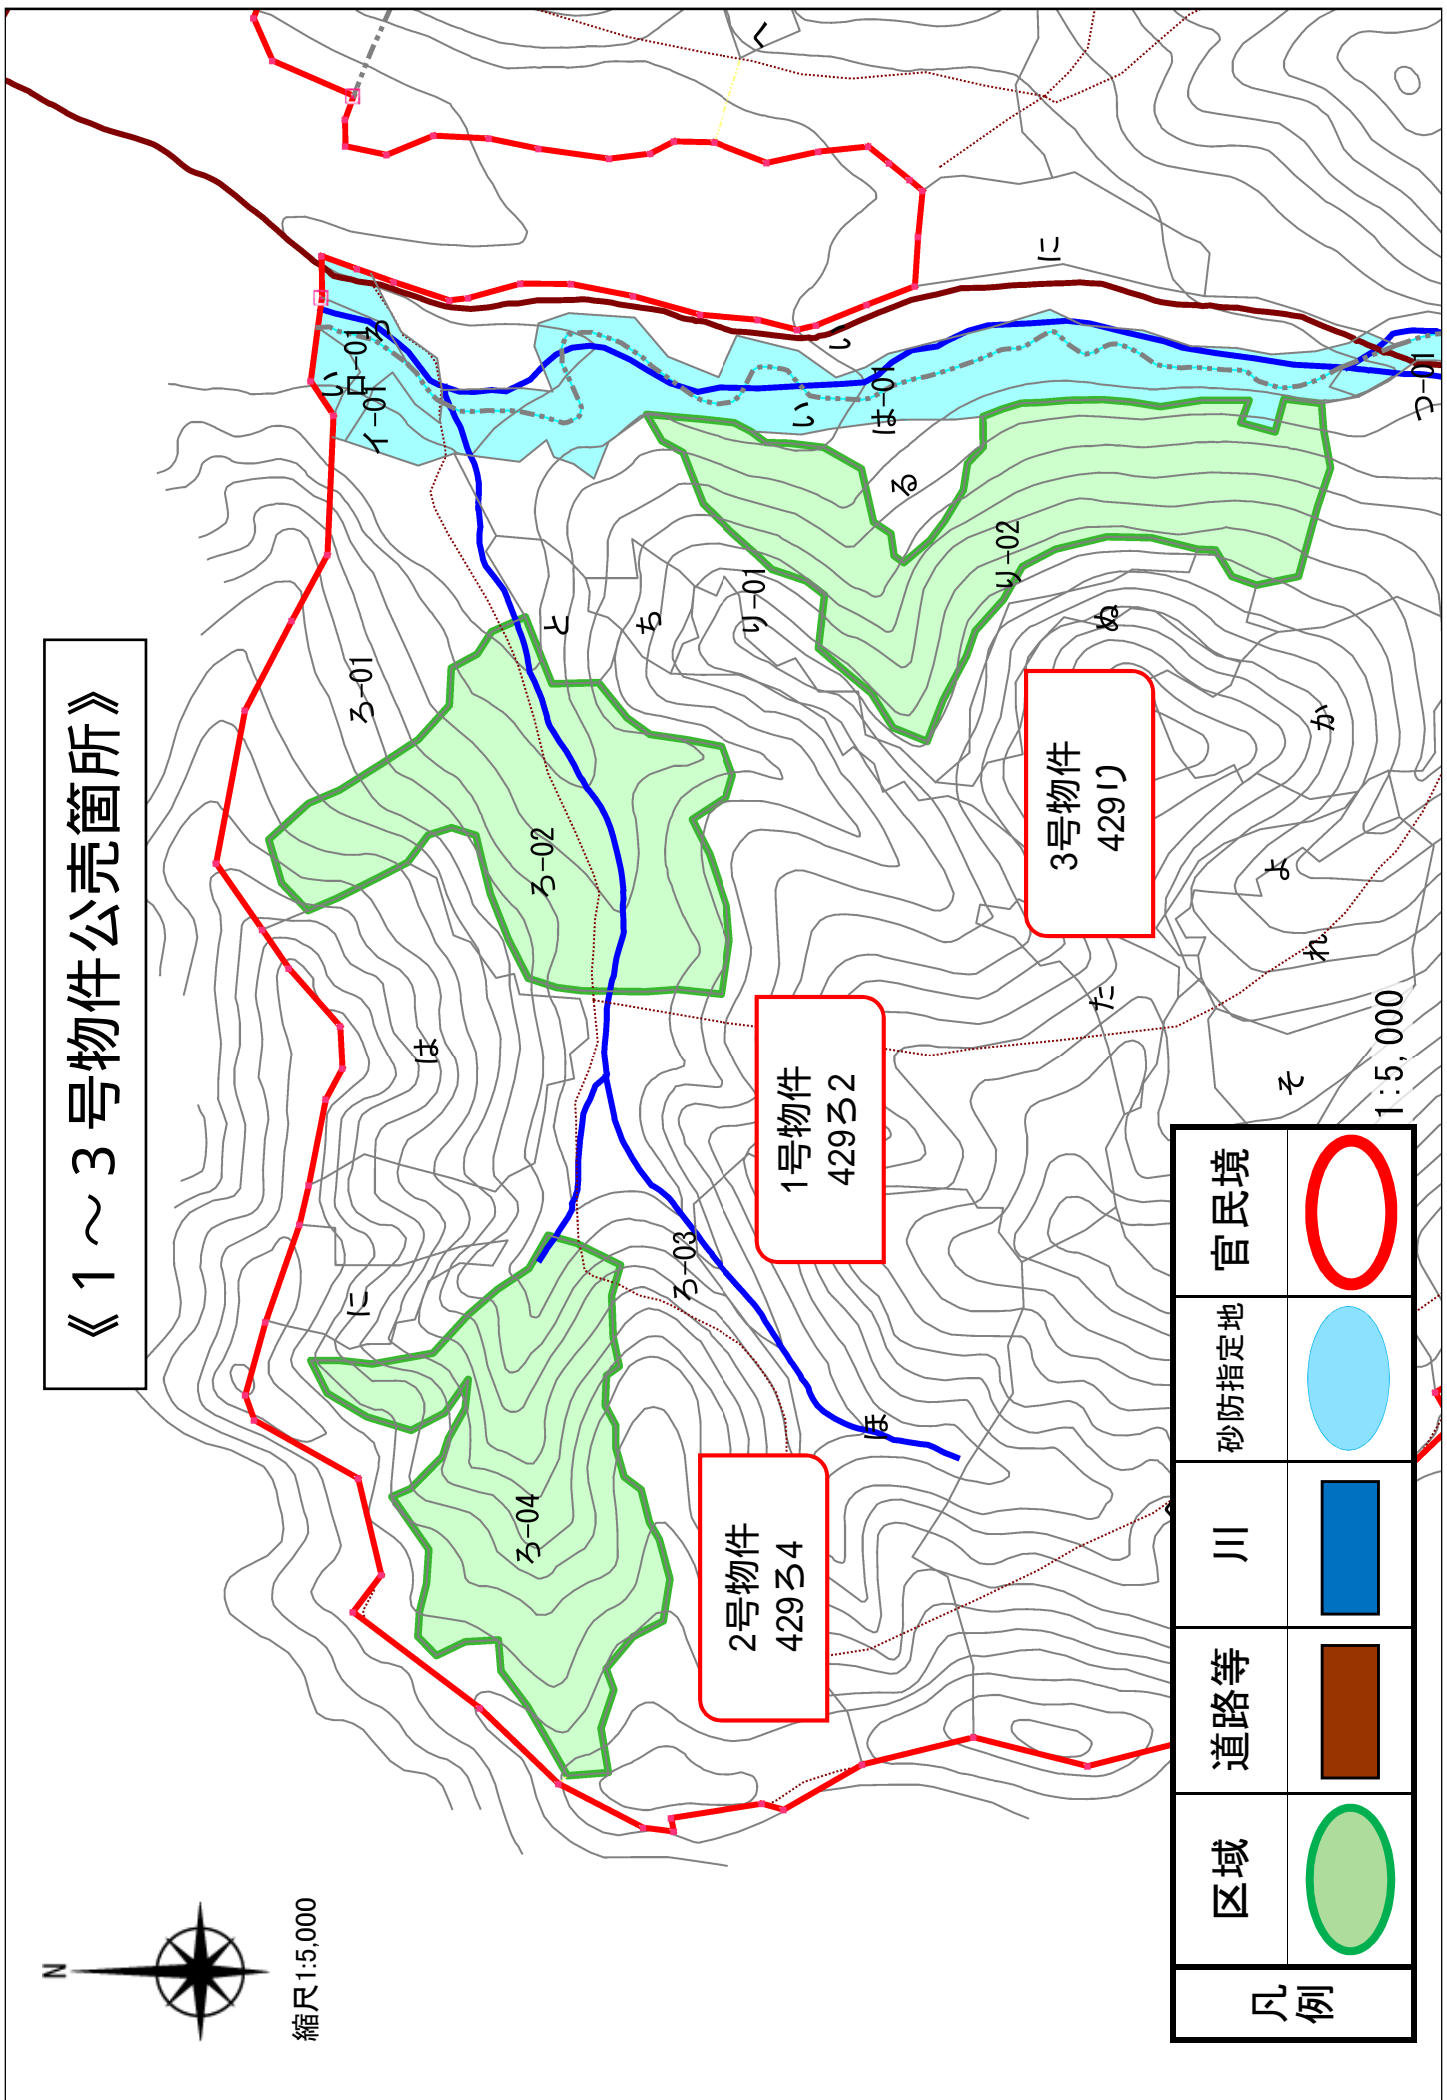 《１～３号物件公売箇所》
N
縮尺1:5,000
へ
に
い
い
ろ
ロ-01
イ-01
い
は-01
つ-01
る
り-02
り-01
と
ち
ぬ
か
ろ-01
ろ-02
は
に
よ
れ
た
そ
3号物件
429り
1号物件
429ろ2
2号物件
429ろ4
ろ-03
ろ-04
ほ
1:5,000
凡例
区域
道路等
川
砂防指定地
官民境